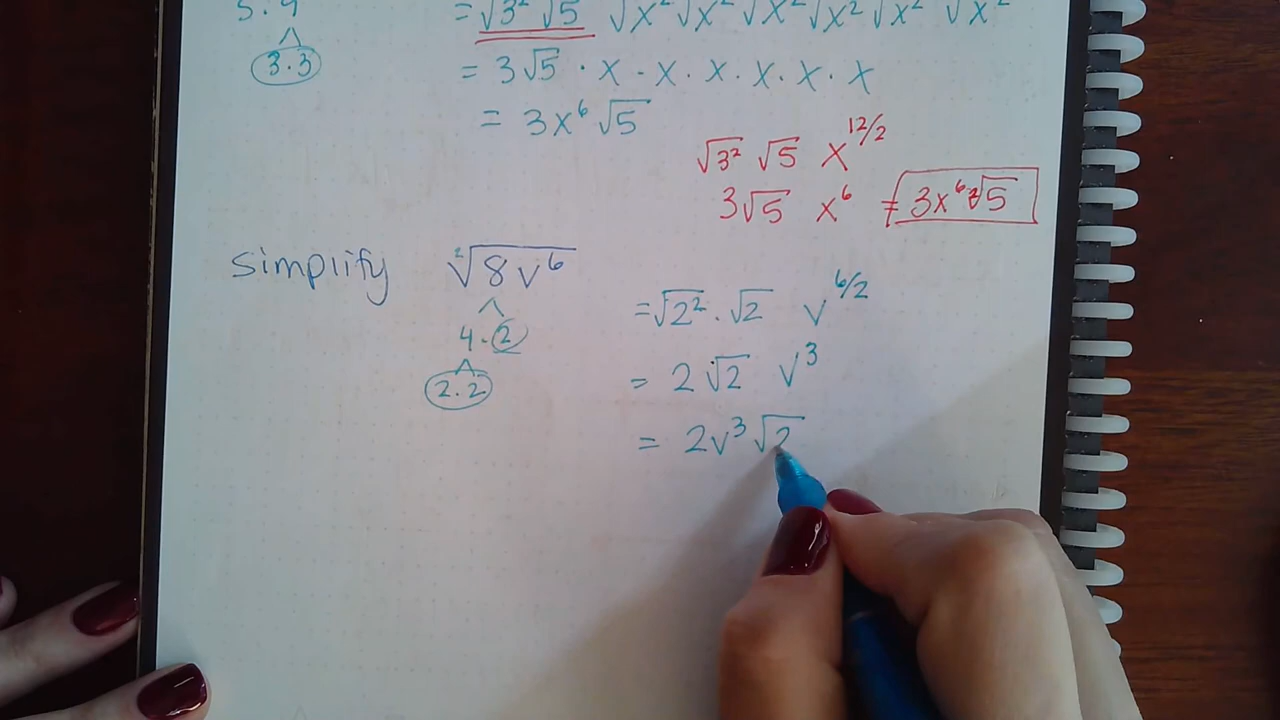 5.9
3.3
= √3² √5 √x² √x² √x² √x² √x² √x²
= 3√5 · x · x · x · x · x · x
= 3x⁶ √5
√3² √5 x^12/2
3√5 x⁶ = 3x⁶ ²√5
Simplify ²√8v⁶
4.2
2.2
= √2² · √2 v^6/2
= 2√2 v³
= 2v³ √2